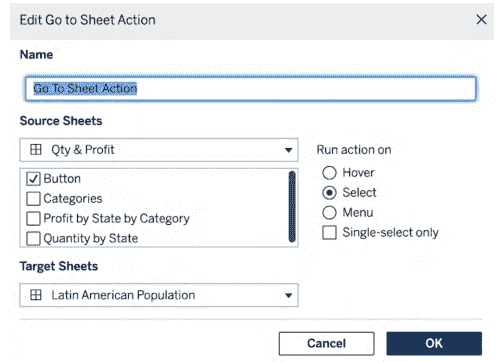 Edit Go to Sheet Action
Name
Go To Sheet Action
Source Sheets
Qty & Profit
Button
Categories
Profit by State by Category
Quantity by State
Run action on
Hover
Select
Menu
Single-select only
Target Sheets
Latin American Population
Cancel OK